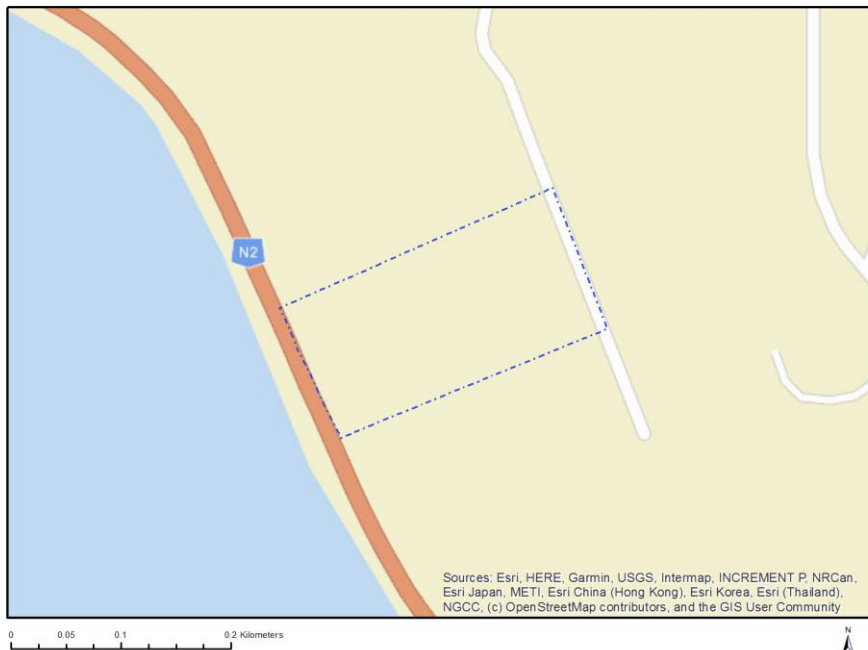 N2
Sources: Esri, HERE, Garmin, USGS, Intermap, INCREMENT P, NRCan,
Esri Japan, METI, Esri China (Hong Kong), Esri Korea, Esri (Thailand),
NGCC, (c) OpenStreetMap contributors, and the GIS User Community
0 0.05 0.1 0.2 Kilometers
N